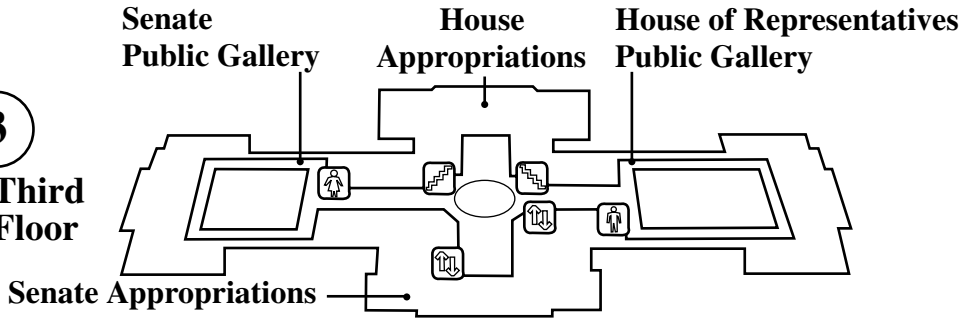 Senate
Public Gallery
House
Appropriations
House of Representatives
Public Gallery
3
Third
Floor
Senate Appropriations